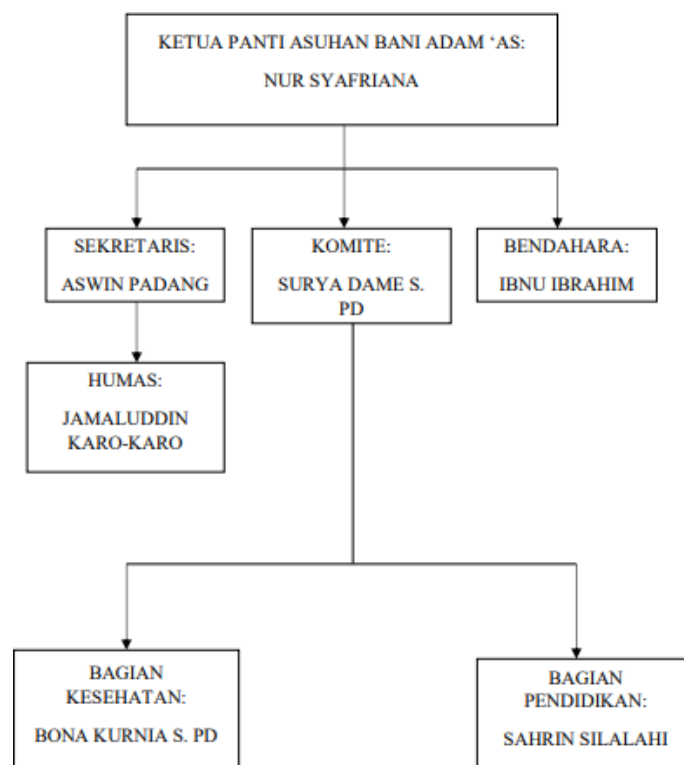 KETUA PANTI ASUHAN BANI ADAM ‘AS:
NUR SYAFRIANA
SEKRETARIS:
ASWIN PADANG
KOMITE:
SURYA DAME S.
PD
BENDAHARA:
IBNU IBRAHIM
HUMAS:
JAMALUDDIN
KARO-KARO
BAGIAN
KESEHATAN:
BONA KURNIA S. PD
BAGIAN
PENDIDIKAN:
SAHRIN SILALAHI